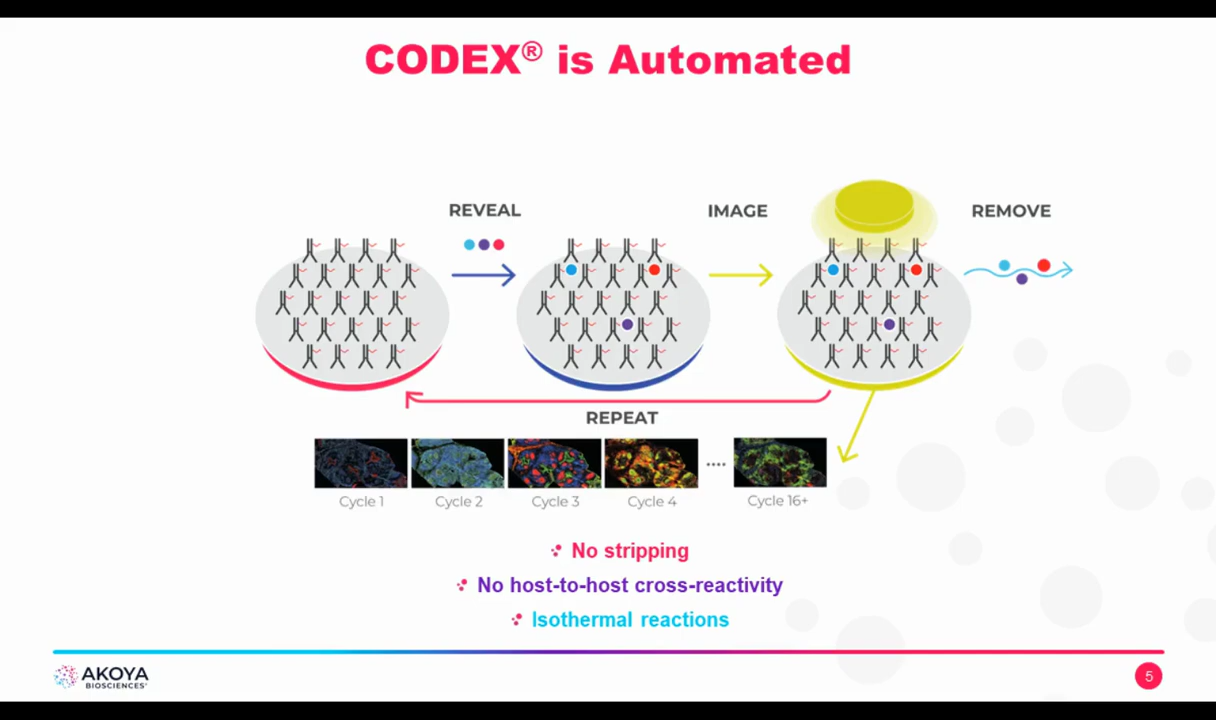 CODEX® is Automated
REVEAL
IMAGE
REMOVE
REPEAT
....
Cycle 1
Cycle 2
Cycle 3
Cycle 4
Cycle 16+
No stripping
No host-to-host cross-reactivity
Isothermal reactions
AKOYA
BIOSCIENCES®
5